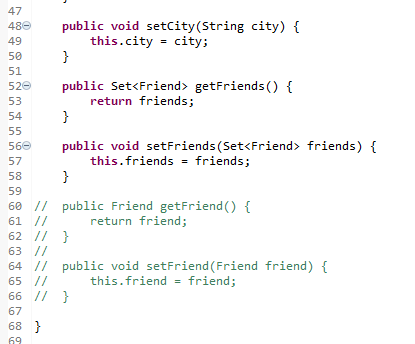 47
48 public void setCity(String city) {
49 this.city = city;
50 }
51
52 public Set<Friend> getFriends() {
53 return friends;
54 }
55
56 public void setFriends(Set<Friend> friends) {
57 this.friends = friends;
58 }
59
60 // public Friend getFriend() {
61 // return friend;
62 // }
63 //
64 // public void setFriend(Friend friend) {
65 // this.friend = friend;
66 // }
67
68 }
69